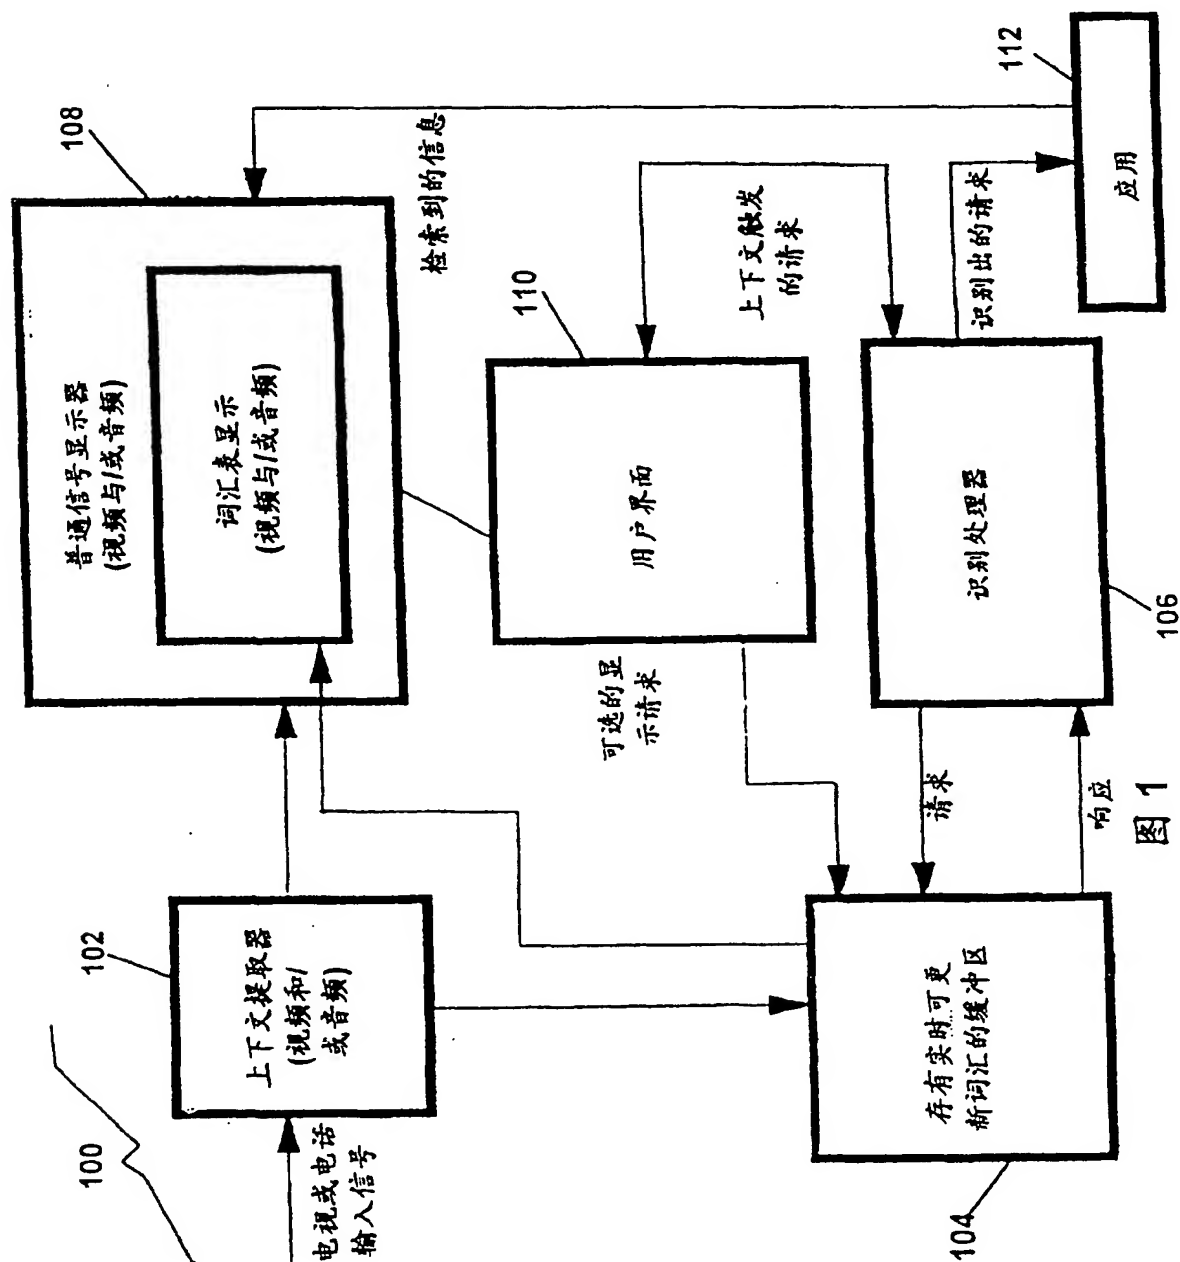 100
电视或电话
输入信号
102
上下文提取器
(视频和/
或音频)
108
普通信号显示器
(视频与/或音频)
词汇表显示
(视频与/或音频)
检索到的信息
110
用户界面
可选的显
示请求
上下文触发
的请求
104
存有实时可更
新词汇的缓冲区
请求
响应
106
识别处理器
识别出的请求
112
应用
图 1